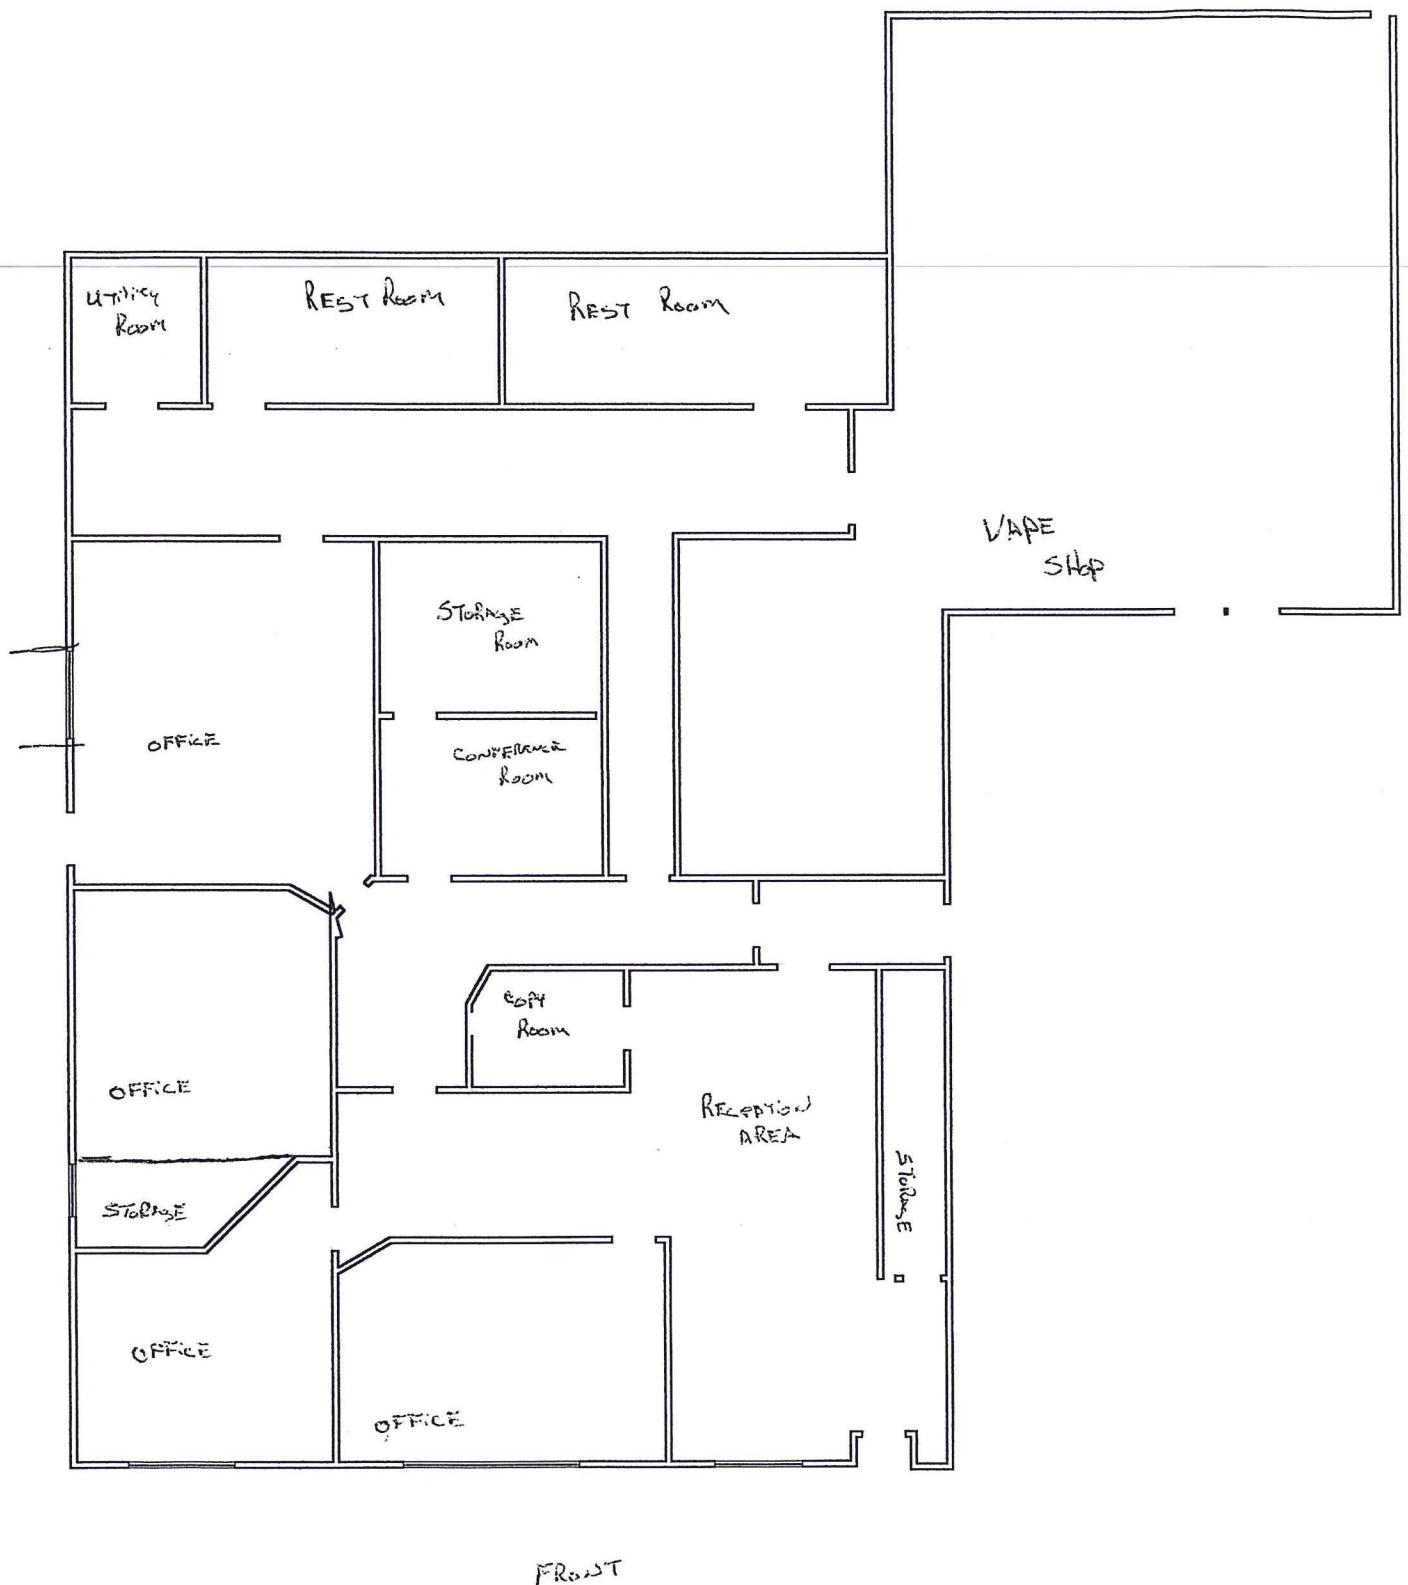 Utility
Room
REST Room
REST Room
VAPE
SHOP
STORAGE
Room
OFFICE
CONFERENCE
Room
COPY
Room
OFFICE
RECEPTION
AREA
STORAGE
STORAGE
OFFICE
OFFICE
FRONT